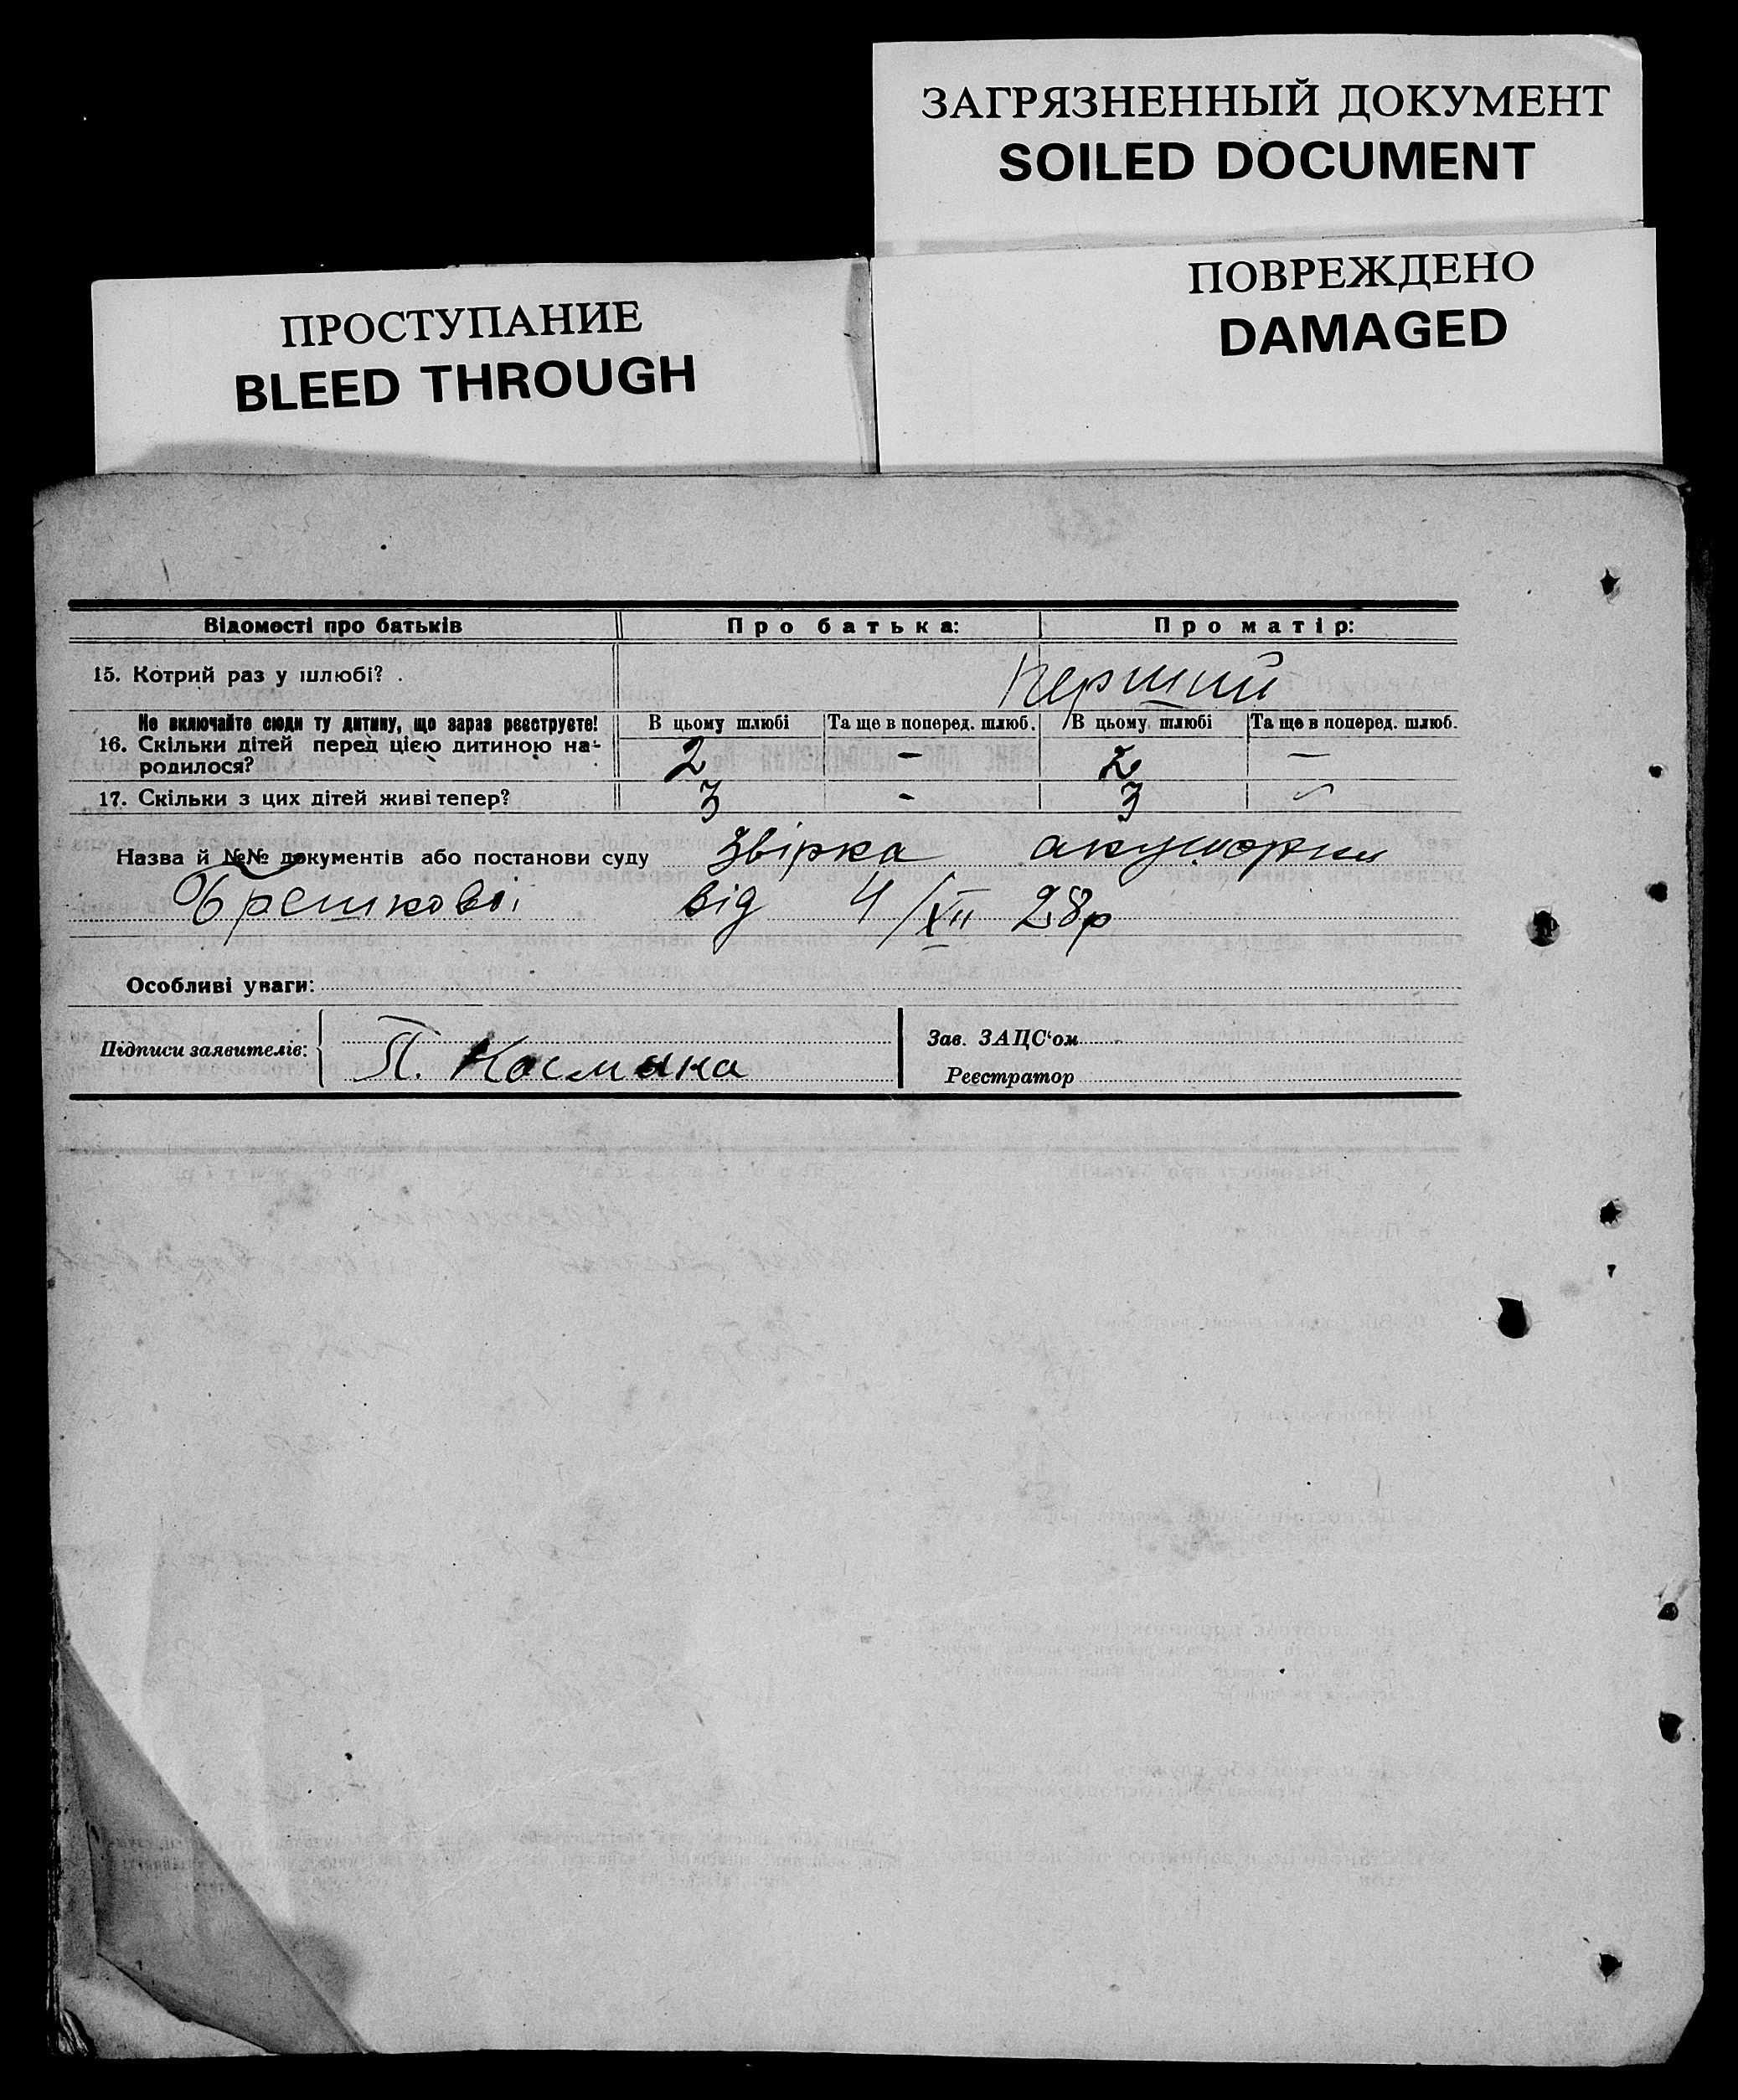 ЗАГРЯЗНЕННЫЙ ДОКУМЕНТ
SOILED DOCUMENT
ПОВРЕЖДЕНО
DAMAGED
ПРОСТУПАНИЕ
BLEED THROUGH
Відомості про батьків Про батька: Про матір:
15. Котрий раз у шлюбі? . перший
Не включайте сюди ту дитину, що зараз реєструєте! В цьому шлюбі Та ще в поперед. шлюб. В цьому шлюбі Та ще в поперед. шлюб.
16. Скільки дітей перед цією дитиною на-
родилося? 2 - 2 —
17. Скільки з цих дітей живі тепер? 3 - 3
Назва й №№ документів або постанови суду Звірка акушорки
від 4/XII 28р
Особливі уваги:
Підписи заявителів: П.
Зав. ЗАЦС‘ом
Реєстратор